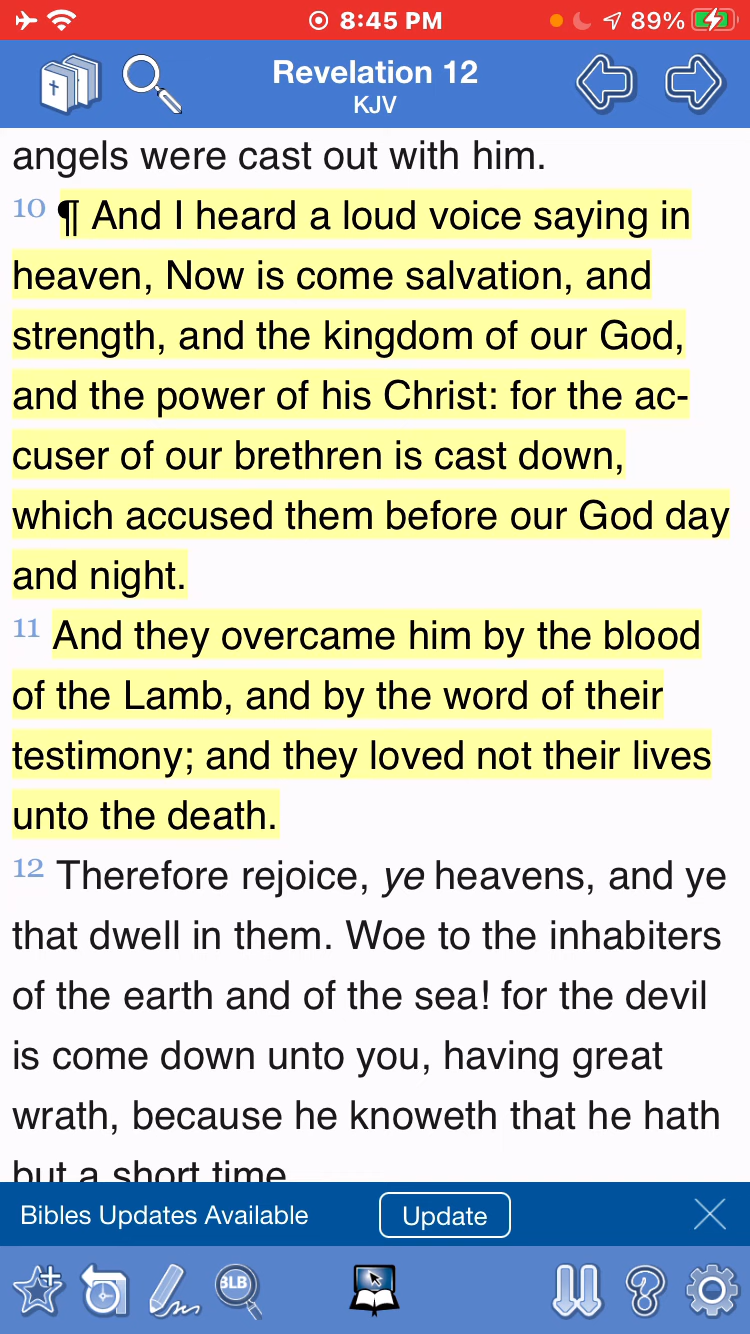 8:45 PM 89%
Revelation 12
KJV
angels were cast out with him.
10 ¶ And I heard a loud voice saying in
heaven, Now is come salvation, and
strength, and the kingdom of our God,
and the power of his Christ: for the ac-
cuser of our brethren is cast down,
which accused them before our God day
and night.
11 And they overcame him by the blood
of the Lamb, and by the word of their
testimony; and they loved not their lives
unto the death.
12 Therefore rejoice, ye heavens, and ye
that dwell in them. Woe to the inhabiters
of the earth and of the sea! for the devil
is come down unto you, having great
wrath, because he knoweth that he hath
but a short time
Bibles Updates Available Update
BLB